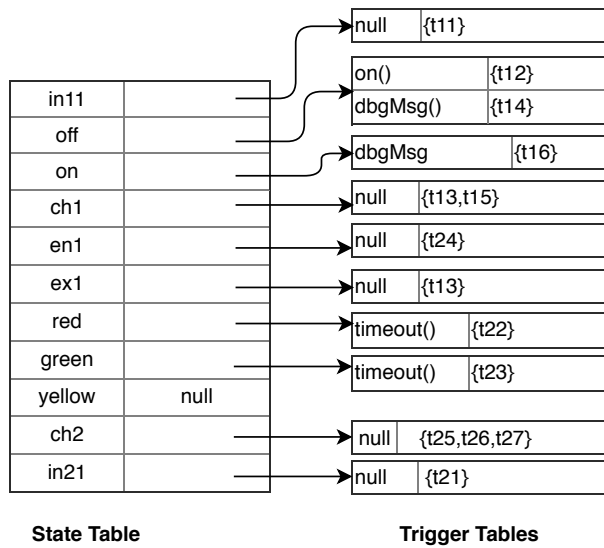 null {t11}
on() {t12}
in11
dbgMsg() {t14}
off
on
dbgMsg {t16}
ch1
null {t13,t15}
en1
null {t24}
ex1
null {t13}
red
timeout() {t22}
green
timeout() {t23}
yellow null
ch2
null {t25,t26,t27}
in21
null {t21}
State Table
Trigger Tables